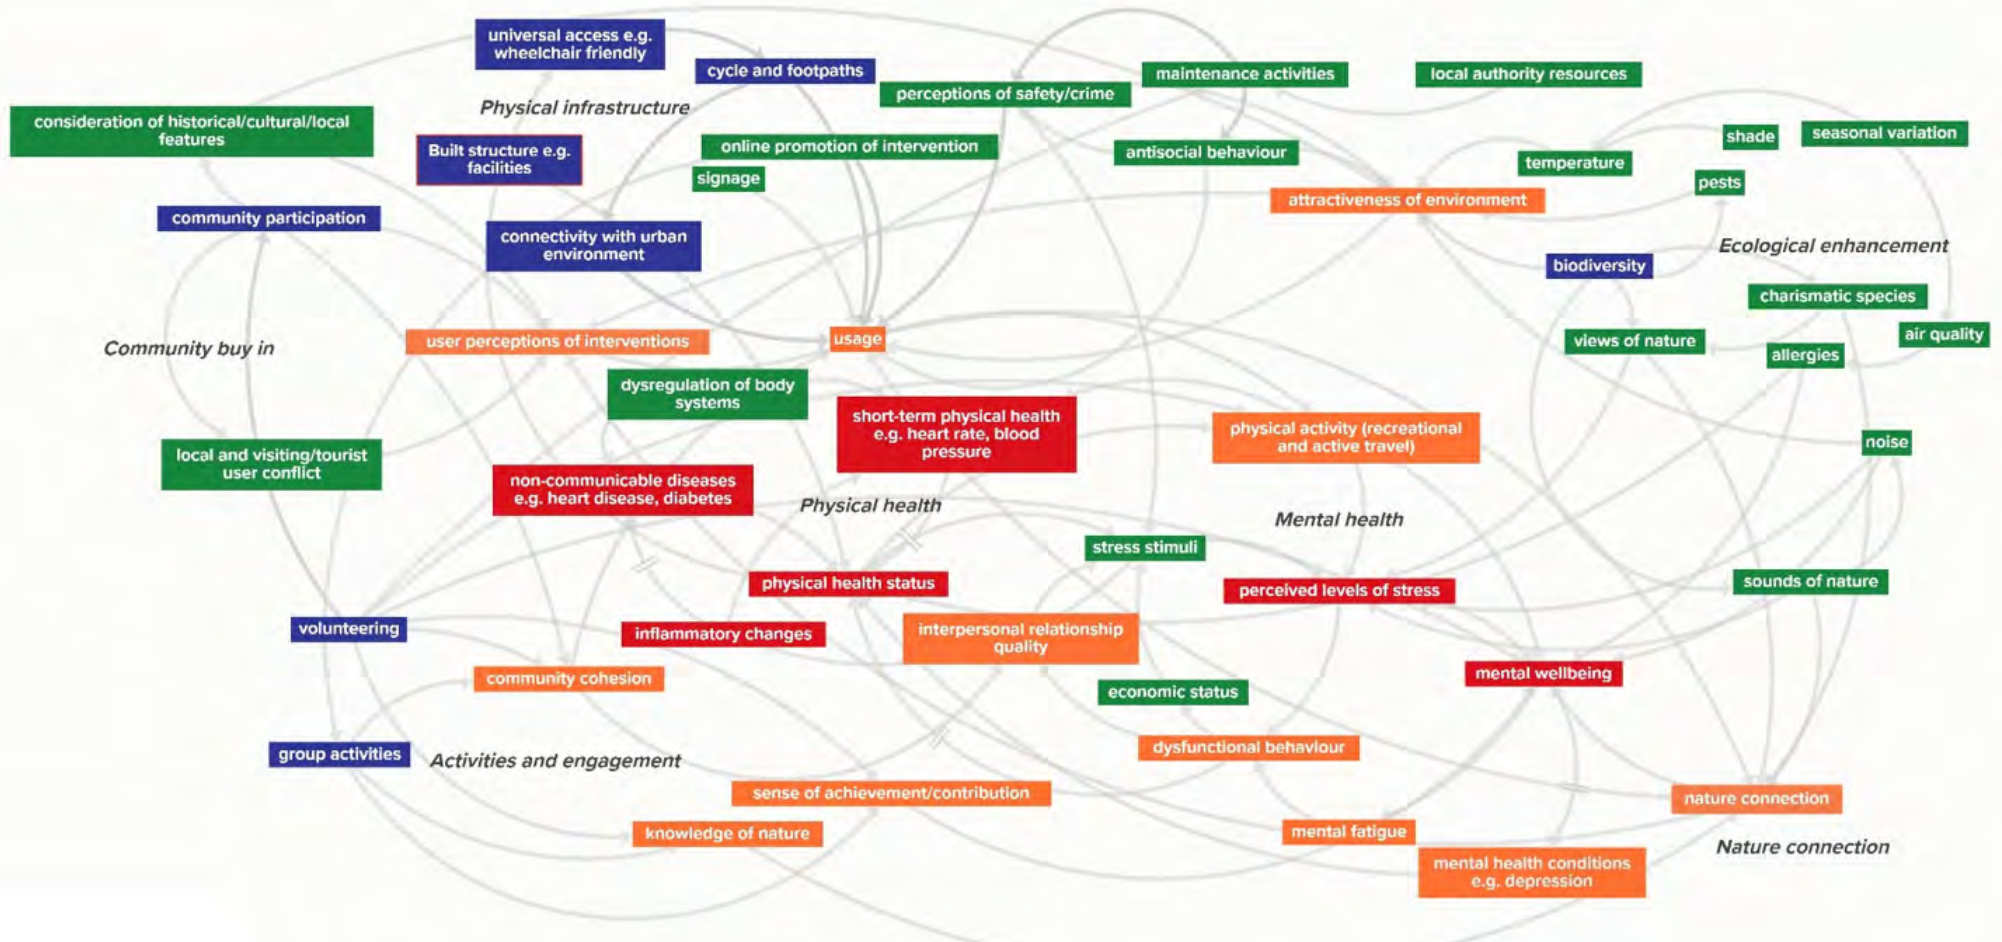 universal access e.g.
wheelchair friendly
cycle and footpaths
perceptions of safety/crime
maintenance activities
local authority resources
Physical infrastructure
consideration of historical/cultural/local
features
Built structure e.g.
facilities
online promotion of intervention
signage
antisocial behaviour
temperature
shade
seasonal variation
pests
attractiveness of environment
community participation
connectivity with urban
environment
Ecological enhancement
biodiversity
charismatic species
Community buy in
user perceptions of interventions
usage
views of nature
allergies
air quality
dysregulation of body
systems
short-term physical health
e.g. heart rate, blood
pressure
physical activity (recreational
and active travel)
noise
local and visiting/tourist
user conflict
non-communicable diseases
e.g. heart disease, diabetes
Physical health
Mental health
stress stimuli
physical health status
perceived levels of stress
sounds of nature
volunteering
inflammatory changes
interpersonal relationship
quality
community cohesion
economic status
mental wellbeing
group activities
Activities and engagement
dysfunctional behaviour
sense of achievement/contribution
nature connection
knowledge of nature
mental fatigue
Nature connection
mental health conditions
e.g. depression